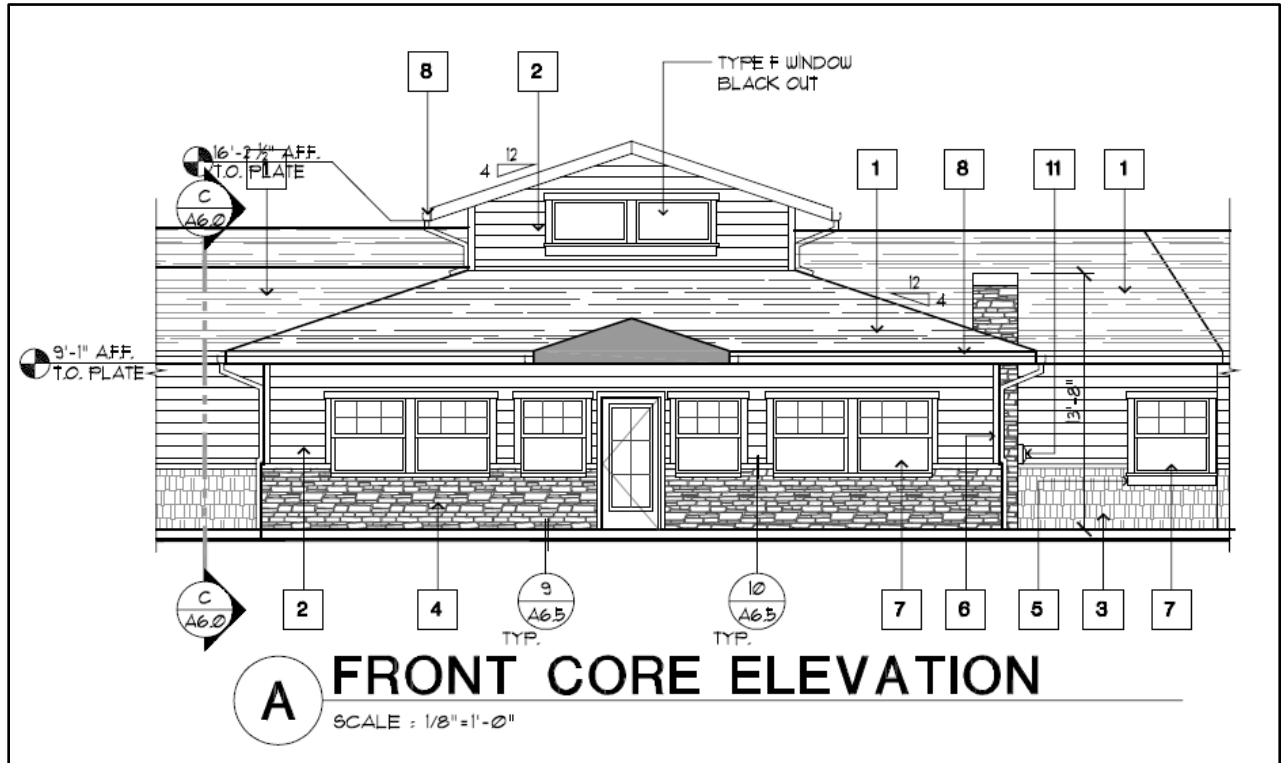 8
2
TYPE F WINDOW
BLACK OUT
16'-2 ½" A.F.F.
T.O. PLATE
1
12
4
1
8
11
1
C
A6.0
12
4
9'-1" A.F.F.
T.O. PLATE
13'-8"
C
A6.0
2
4
9
A6.5
TYP.
10
A6.5
TYP.
7
6
5
3
7
A
FRONT CORE ELEVATION
SCALE : 1/8"=1'-0"